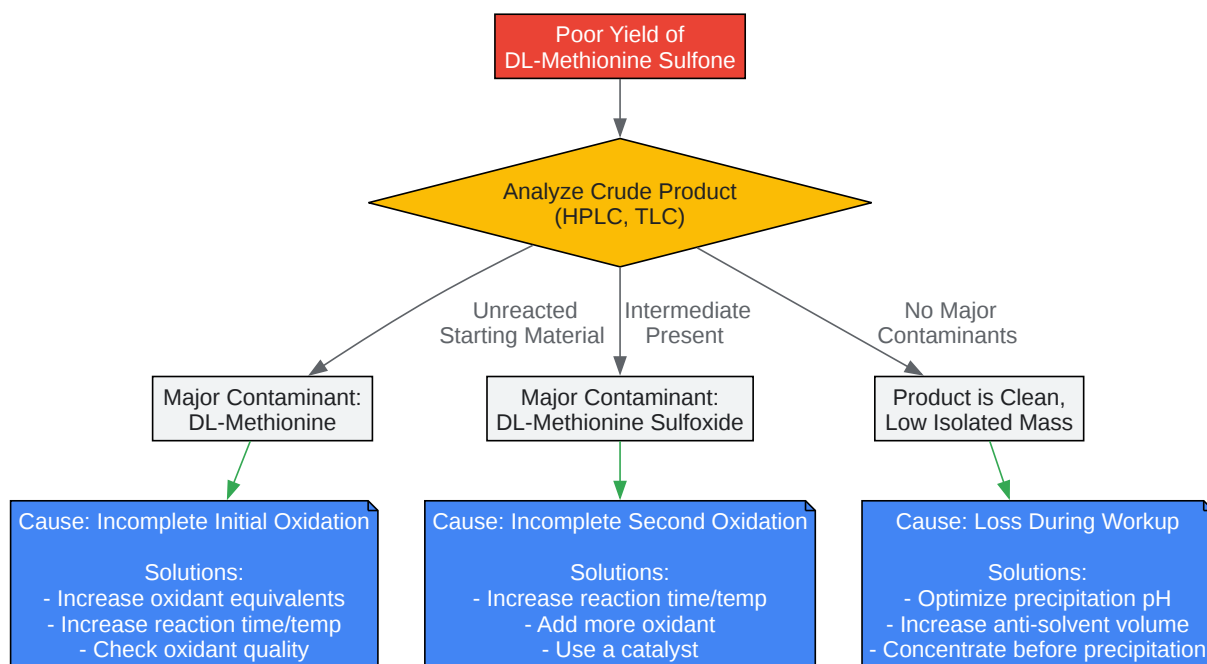 Poor Yield of
DL-Methionine Sulfone
Analyze Crude Product
(HPLC, TLC)
Unreacted
Starting Material
Intermediate
Present
No Major
Contaminants
Major Contaminant:
DL-Methionine
Major Contaminant:
DL-Methionine Sulfoxide
Product is Clean,
Low Isolated Mass
Cause: Incomplete Initial Oxidation
Solutions:
- Increase oxidant equivalents
- Increase reaction time/temp
- Check oxidant quality
Cause: Incomplete Second Oxidation
Solutions:
- Increase reaction time/temp
- Add more oxidant
- Use a catalyst
Cause: Loss During Workup
Solutions:
- Optimize precipitation pH
- Increase anti-solvent volume
- Concentrate before precipitation